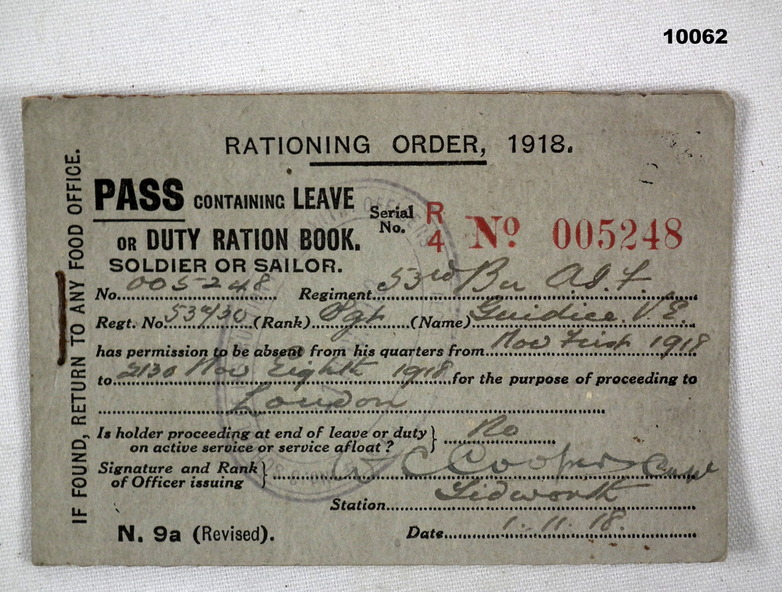 10062
IF FOUND, RETURN TO ANY FOOD OFFICE.
RATIONING ORDER, 1918.
PASS CONTAINING LEAVE
OR DUTY RATION BOOK.
SOLDIER OR SAILOR.
Serial No. R/4 No 005248
No. 005248 Regiment 53rd Bn A.I.F.
Regt. No. 534/30 (Rank) Sgt (Name) Guidice. V.E.
has permission to be absent from his quarters from Nov First 1918
to 2130 Nov Eighth 1918 for the purpose of proceeding to
London
Is holder proceeding at end of leave or duty
on active service or service afloat? } No
Signature and Rank
of Officer issuing } W C Cooper
Station Tidworth
N. 9a (Revised). Date 1.11.18.